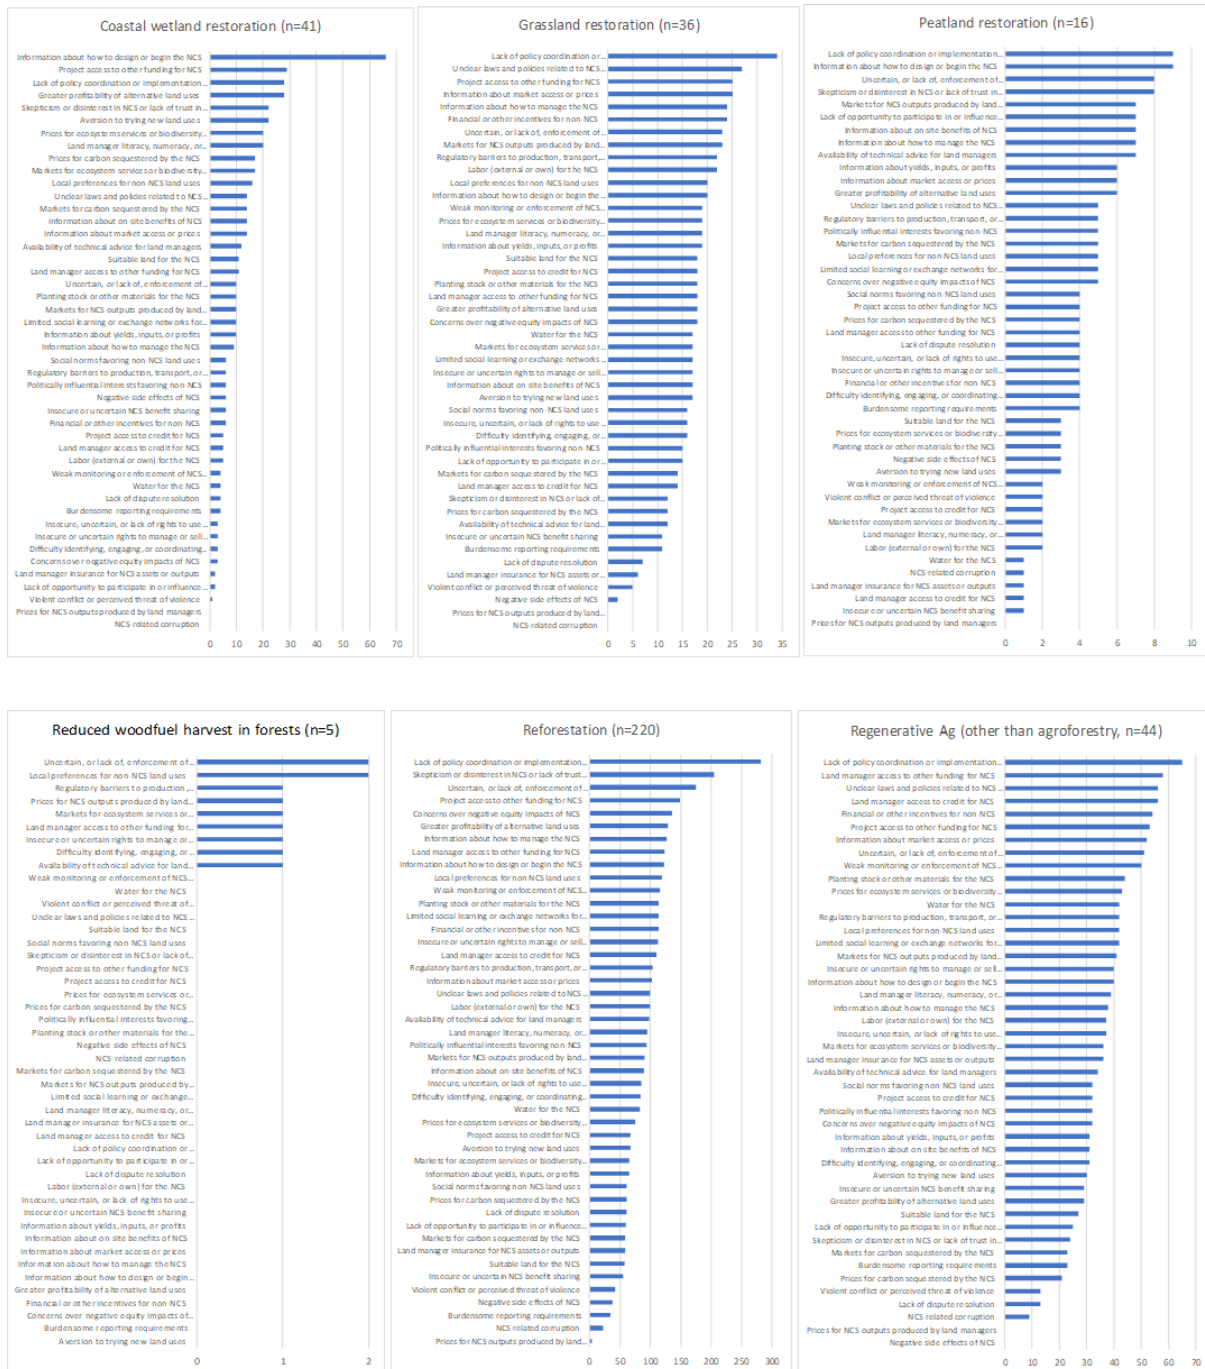 Coastal wetland restoration (n=41)
Information about how to design or begin the NCS
Project access to other funding for NCS
Lack of policy coordination or implementation...
Greater profitability of alternative land uses
Skepticism or disinterest in NCS or lack of trust in...
Aversion to trying new land uses
Prices for ecosystem services or biodiversity...
Land manager literacy, numeracy, or...
Prices for carbon sequestered by the NCS
Markets for ecosystem services or biodiversity...
Local preferences for non-NCS land uses
Unclear laws and policies related to NCS...
Markets for carbon sequestered by the NCS
Information about on-site benefits of NCS
Information about market access or prices
Availability of technical advice for land managers
Suitable land for the NCS
Land manager access to other funding for NCS
Uncertain, or lack of, enforcement of...
Planting stock or other materials for the NCS
Markets for NCS outputs produced by land...
Limited social learning or exchange networks for...
Information about yields, inputs, or profits
Information about how to manage the NCS
Social norms favoring non-NCS land uses
Regulatory barriers to production, transport, or...
Politically influential interests favoring non-NCS
Negative side effects of NCS
Insecure or uncertain NCS benefit sharing
Financial or other incentives for non-NCS
Project access to credit for NCS
Land manager access to credit for NCS
Labor (external or own) for the NCS
Weak monitoring or enforcement of NCS...
Water for the NCS
Lack of dispute resolution
Burdensome reporting requirements
Insecure, uncertain, or lack of rights to use...
Insecure or uncertain rights to manage or sell...
Difficulty identifying, engaging, or coordinating...
Concerns over negative equity impacts of NCS
Land manager insurance for NCS assets or outputs
Lack of opportunity to participate in or influence...
Violent conflict or perceived threat of violence
Prices for NCS outputs produced by land managers
NCS-related corruption
0 10 20 30 40 50 60 70
Grassland restoration (n=36)
Lack of policy coordination or...
Unclear laws and policies related to NCS...
Project access to other funding for NCS
Information about market access or prices
Information about how to manage the NCS
Financial or other incentives for non-NCS
Uncertain, or lack of, enforcement of...
Markets for NCS outputs produced by land...
Regulatory barriers to production, transport,...
Labor (external or own) for the NCS
Local preferences for non-NCS land uses
Information about how to design or begin the...
Weak monitoring or enforcement of NCS...
Prices for ecosystem services or biodiversity...
Land manager literacy, numeracy, or...
Information about yields, inputs, or profits
Suitable land for the NCS
Project access to credit for NCS
Planting stock or other materials for the NCS
Land manager access to other funding for NCS
Greater profitability of alternative land uses
Concerns over negative equity impacts of NCS
Water for the NCS
Markets for ecosystem services or...
Limited social learning or exchange networks...
Insecure or uncertain rights to manage or sell...
Information about on-site benefits of NCS
Aversion to trying new land uses
Social norms favoring non-NCS land uses
Insecure, uncertain, or lack of rights to use...
Difficulty identifying, engaging, or...
Politically influential interests favoring non-NCS
Lack of opportunity to participate in or...
Markets for carbon sequestered by the NCS
Land manager access to credit for NCS
Skepticism or disinterest in NCS or lack of...
Prices for carbon sequestered by the NCS
Availability of technical advice for land...
Insecure or uncertain NCS benefit sharing
Burdensome reporting requirements
Lack of dispute resolution
Land manager insurance for NCS assets or...
Violent conflict or perceived threat of violence
Negative side effects of NCS
Prices for NCS outputs produced by land...
NCS-related corruption
0 5 10 15 20 25 30 35
Peatland restoration (n=16)
Lack of policy coordination or implementation...
Information about how to design or begin the NCS
Uncertain, or lack of, enforcement of...
Skepticism or disinterest in NCS or lack of trust in...
Markets for NCS outputs produced by land...
Lack of opportunity to participate in or influence...
Information about on-site benefits of NCS
Information about how to manage the NCS
Availability of technical advice for land managers
Information about yields, inputs, or profits
Information about market access or prices
Greater profitability of alternative land uses
Unclear laws and policies related to NCS...
Regulatory barriers to production, transport, or...
Politically influential interests favoring non-NCS
Markets for carbon sequestered by the NCS
Local preferences for non-NCS land uses
Limited social learning or exchange networks for...
Concerns over negative equity impacts of NCS
Social norms favoring non-NCS land uses
Project access to other funding for NCS
Prices for carbon sequestered by the NCS
Land manager access to other funding for NCS
Lack of dispute resolution
Insecure, uncertain, or lack of rights to use...
Insecure or uncertain rights to manage or sell...
Financial or other incentives for non-NCS
Difficulty identifying, engaging, or coordinating...
Burdensome reporting requirements
Suitable land for the NCS
Prices for ecosystem services or biodiversity...
Planting stock or other materials for the NCS
Negative side effects of NCS
Aversion to trying new land uses
Weak monitoring or enforcement of NCS...
Violent conflict or perceived threat of violence
Project access to credit for NCS
Markets for ecosystem services or biodiversity...
Land manager literacy, numeracy, or...
Labor (external or own) for the NCS
Water for the NCS
NCS-related corruption
Land manager insurance for NCS assets or outputs
Land manager access to credit for NCS
Insecure or uncertain NCS benefit sharing
Prices for NCS outputs produced by land managers
0 2 4 6 8 10
Reduced woodfuel harvest in forests (n=5)
Uncertain, or lack of, enforcement of...
Local preferences for non-NCS land uses
Regulatory barriers to production,...
Prices for NCS outputs produced by land...
Markets for ecosystem services or...
Land manager access to other funding for...
Insecure or uncertain rights to manage or...
Difficulty identifying, engaging, or...
Availability of technical advice for land...
Weak monitoring or enforcement of NCS...
Water for the NCS
Violent conflict or perceived threat of...
Unclear laws and policies related to NCS...
Suitable land for the NCS
Social norms favoring non-NCS land uses
Skepticism or disinterest in NCS or lack of...
Project access to other funding for NCS
Project access to credit for NCS
Prices for ecosystem services or...
Prices for carbon sequestered by the NCS
Politically influential interests favoring...
Planting stock or other materials for the...
Negative side effects of NCS
NCS-related corruption
Markets for carbon sequestered by the NCS
Markets for NCS outputs produced by...
Limited social learning or exchange...
Land manager literacy, numeracy, or...
Land manager insurance for NCS assets or...
Land manager access to credit for NCS
Lack of policy coordination or...
Lack of opportunity to participate in or...
Lack of dispute resolution
Labor (external or own) for the NCS
Insecure, uncertain, or lack of rights to use...
Insecure or uncertain NCS benefit sharing
Information about yields, inputs, or profits
Information about on-site benefits of NCS
Information about market access or prices
Information about how to manage the NCS
Information about how to design or begin...
Greater profitability of alternative land uses
Financial or other incentives for non-NCS
Concerns over negative equity impacts of...
Burdensome reporting requirements
Aversion to trying new land uses
0 1 2
Reforestation (n=220)
Lack of policy coordination or implementation...
Skepticism or disinterest in NCS or lack of trust...
Uncertain, or lack of, enforcement of...
Project access to other funding for NCS
Concerns over negative equity impacts of NCS
Greater profitability of alternative land uses
Information about how to manage the NCS
Land manager access to other funding for NCS
Information about how to design or begin the NCS
Local preferences for non-NCS land uses
Weak monitoring or enforcement of NCS...
Planting stock or other materials for the NCS
Limited social learning or exchange networks for...
Financial or other incentives for non-NCS
Insecure or uncertain rights to manage or sell...
Land manager access to credit for NCS
Regulatory barriers to production, transport, or...
Information about market access or prices
Unclear laws and policies related to NCS...
Labor (external or own) for the NCS
Availability of technical advice for land managers
Land manager literacy, numeracy, or...
Politically influential interests favoring non-NCS
Markets for NCS outputs produced by land...
Information about on-site benefits of NCS
Insecure, uncertain, or lack of rights to use...
Difficulty identifying, engaging, or coordinating...
Water for the NCS
Prices for ecosystem services or biodiversity...
Project access to credit for NCS
Aversion to trying new land uses
Markets for ecosystem services or biodiversity...
Information about yields, inputs, or profits
Social norms favoring non-NCS land uses
Prices for carbon sequestered by the NCS
Lack of dispute resolution
Lack of opportunity to participate in or influence...
Markets for carbon sequestered by the NCS
Land manager insurance for NCS assets or outputs
Suitable land for the NCS
Insecure or uncertain NCS benefit sharing
Violent conflict or perceived threat of violence
Negative side effects of NCS
Burdensome reporting requirements
NCS-related corruption
Prices for NCS outputs produced by land...
0 50 100 150 200 250 300
Regenerative Ag (other than agroforestry, n=44)
Lack of policy coordination or implementation...
Land manager access to other funding for NCS
Unclear laws and policies related to NCS...
Land manager access to credit for NCS
Financial or other incentives for non-NCS
Project access to other funding for NCS
Information about market access or prices
Uncertain, or lack of, enforcement of...
Weak monitoring or enforcement of NCS...
Planting stock or other materials for the NCS
Prices for ecosystem services or biodiversity...
Water for the NCS
Regulatory barriers to production, transport, or...
Local preferences for non-NCS land uses
Limited social learning or exchange networks for...
Markets for NCS outputs produced by land...
Insecure or uncertain rights to manage or sell...
Information about how to design or begin the NCS
Land manager literacy, numeracy, or...
Information about how to manage the NCS
Labor (external or own) for the NCS
Insecure, uncertain, or lack of rights to use...
Markets for ecosystem services or biodiversity...
Land manager insurance for NCS assets or outputs
Availability of technical advice for land managers
Social norms favoring non-NCS land uses
Project access to credit for NCS
Politically influential interests favoring non-NCS
Concerns over negative equity impacts of NCS
Information about yields, inputs, or profits
Information about on-site benefits of NCS
Difficulty identifying, engaging, or coordinating...
Aversion to trying new land uses
Insecure or uncertain NCS benefit sharing
Greater profitability of alternative land uses
Suitable land for the NCS
Lack of opportunity to participate in or influence...
Skepticism or disinterest in NCS or lack of trust in...
Markets for carbon sequestered by the NCS
Burdensome reporting requirements
Prices for carbon sequestered by the NCS
Violent conflict or perceived threat of violence
Lack of dispute resolution
NCS-related corruption
Prices for NCS outputs produced by land managers
Negative side effects of NCS
0 10 20 30 40 50 60 70